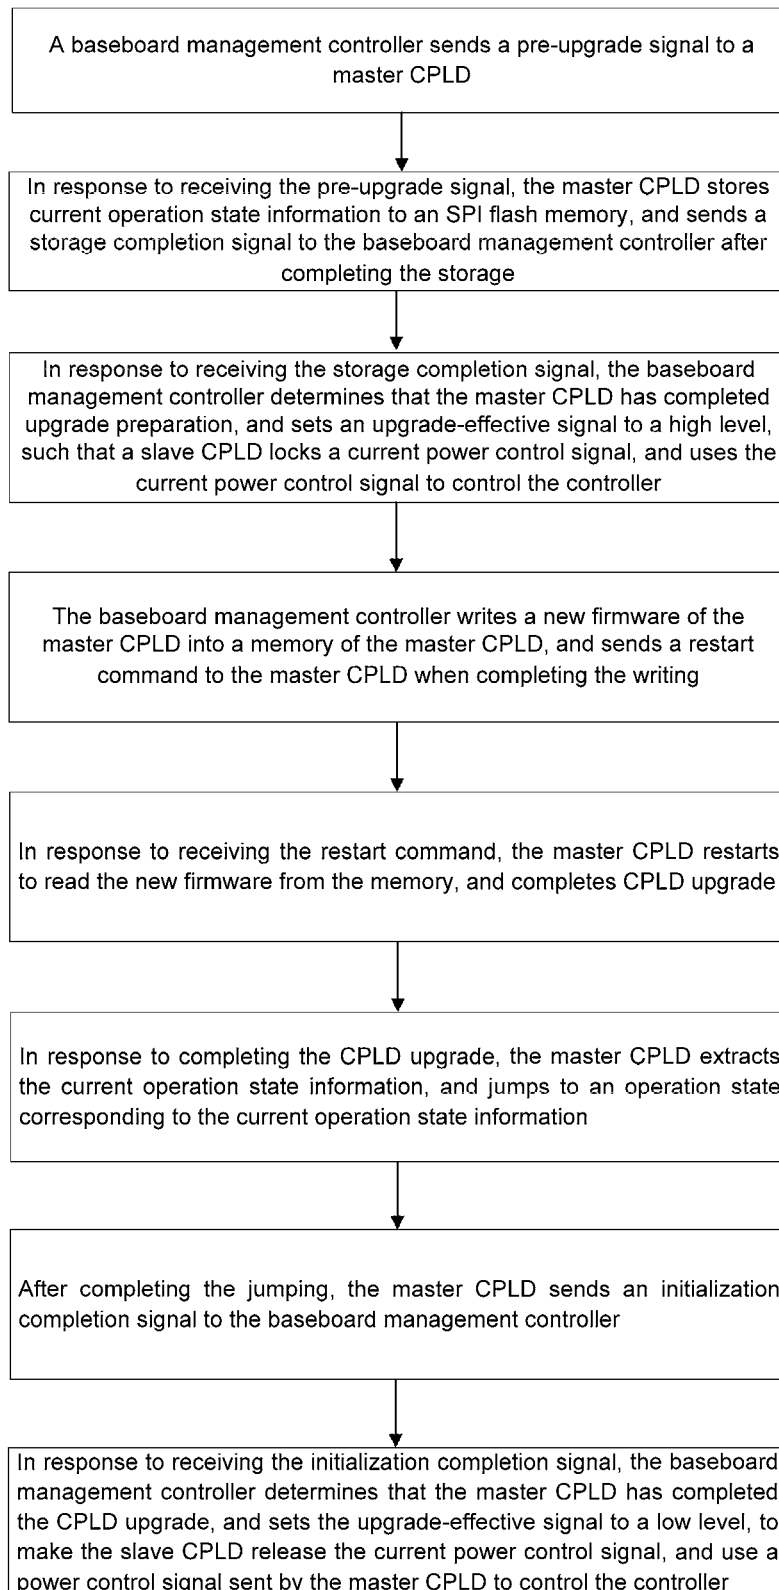 A baseboard management controller sends a pre-upgrade signal to a
master CPLD
In response to receiving the pre-upgrade signal, the master CPLD stores
current operation state information to an SPI flash memory, and sends a
storage completion signal to the baseboard management controller after
completing the storage
In response to receiving the storage completion signal, the baseboard
management controller determines that the master CPLD has completed
upgrade preparation, and sets an upgrade-effective signal to a high level,
such that a slave CPLD locks a current power control signal, and uses the
current power control signal to control the controller
The baseboard management controller writes a new firmware of the
master CPLD into a memory of the master CPLD, and sends a restart
command to the master CPLD when completing the writing
In response to receiving the restart command, the master CPLD restarts
to read the new firmware from the memory, and completes CPLD upgrade
In response to completing the CPLD upgrade, the master CPLD extracts
the current operation state information, and jumps to an operation state
corresponding to the current operation state information
After completing the jumping, the master CPLD sends an initialization
completion signal to the baseboard management controller
In response to receiving the initialization completion signal, the baseboard
management controller determines that the master CPLD has completed
the CPLD upgrade, and sets the upgrade-effective signal to a low level, to
make the slave CPLD release the current power control signal, and use a
power control signal sent by the master CPLD to control the controller